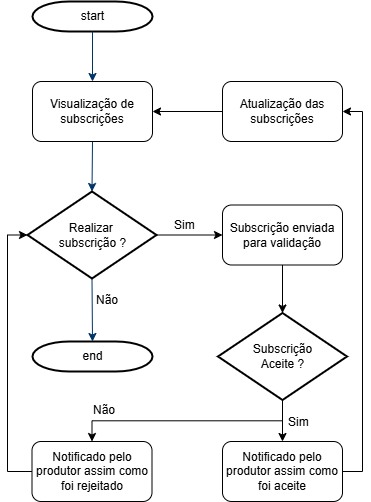 start
Visualização de
subscrições
Atualização das
subscrições
Realizar
subscrição ?
Sim
Subscrição enviada
para validação
Não
end
Subscrição
Aceite ?
Não
Sim
Notificado pelo
produtor assim como
foi rejeitado
Notificado pelo
produtor assim como
foi aceite